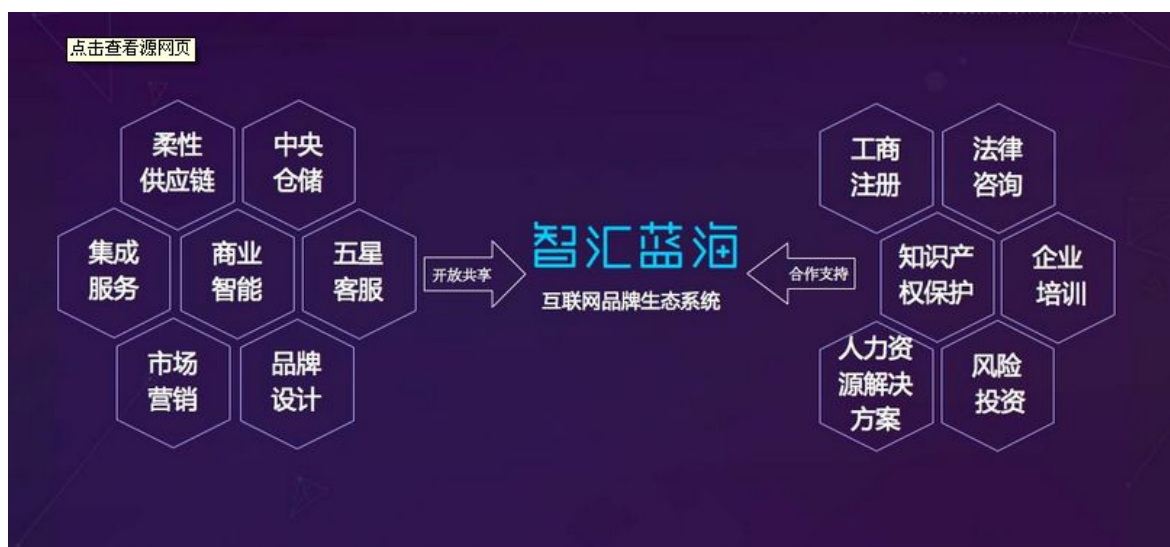 点击查看源网页
柔性
供应链
中央
仓储
集成
服务
商业
智能
五星
客服
市场
营销
品牌
设计
开放共享
智汇蓝海
互联网品牌生态系统
合作支持
工商
注册
法律
咨询
知识产
权保护
企业
培训
人力资
源解决
方案
风险
投资